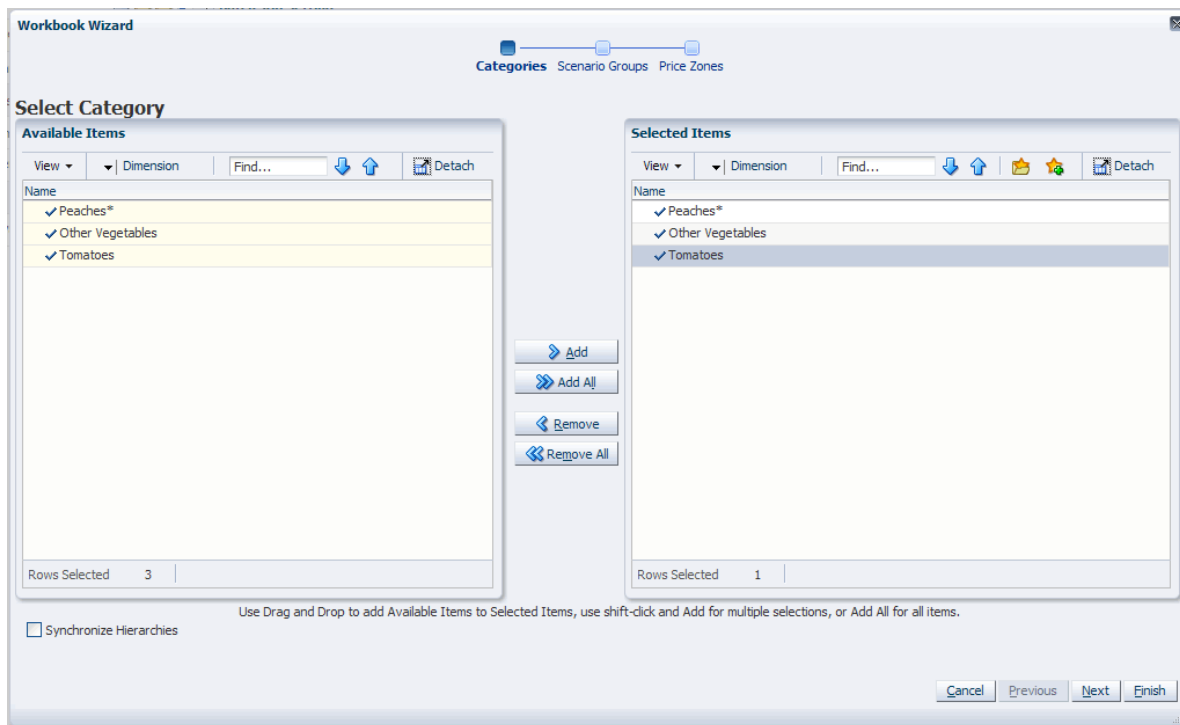 Workbook Wizard
Categories Scenario Groups Price Zones
Select Category
Available Items
View Dimension Find... Detach
Name
Peaches*
Other Vegetables
Tomatoes
Rows Selected 3
Add
Add All
Remove
Remove All
Selected Items
View Dimension Find... Detach
Name
Peaches*
Other Vegetables
Tomatoes
Rows Selected 1
Use Drag and Drop to add Available Items to Selected Items, use shift-click and Add for multiple selections, or Add All for all items.
Synchronize Hierarchies
Cancel Previous Next Finish